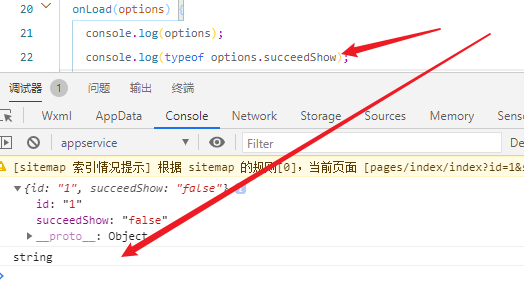 20 onLoad(options) {
21 console.log(options);
22 console.log(typeof options.succeedShow);
调试器 问题 输出 终端
Wxml AppData Console Network Storage Sources Memory
appservice Filter De
[sitemap 索引情况提示] 根据 sitemap 的规则[0]，当前页面 [pages/index/index?id=1&s
{id: "1", succeedShow: "false"}
id: "1"
succeedShow: "false"
__proto__: Object
string